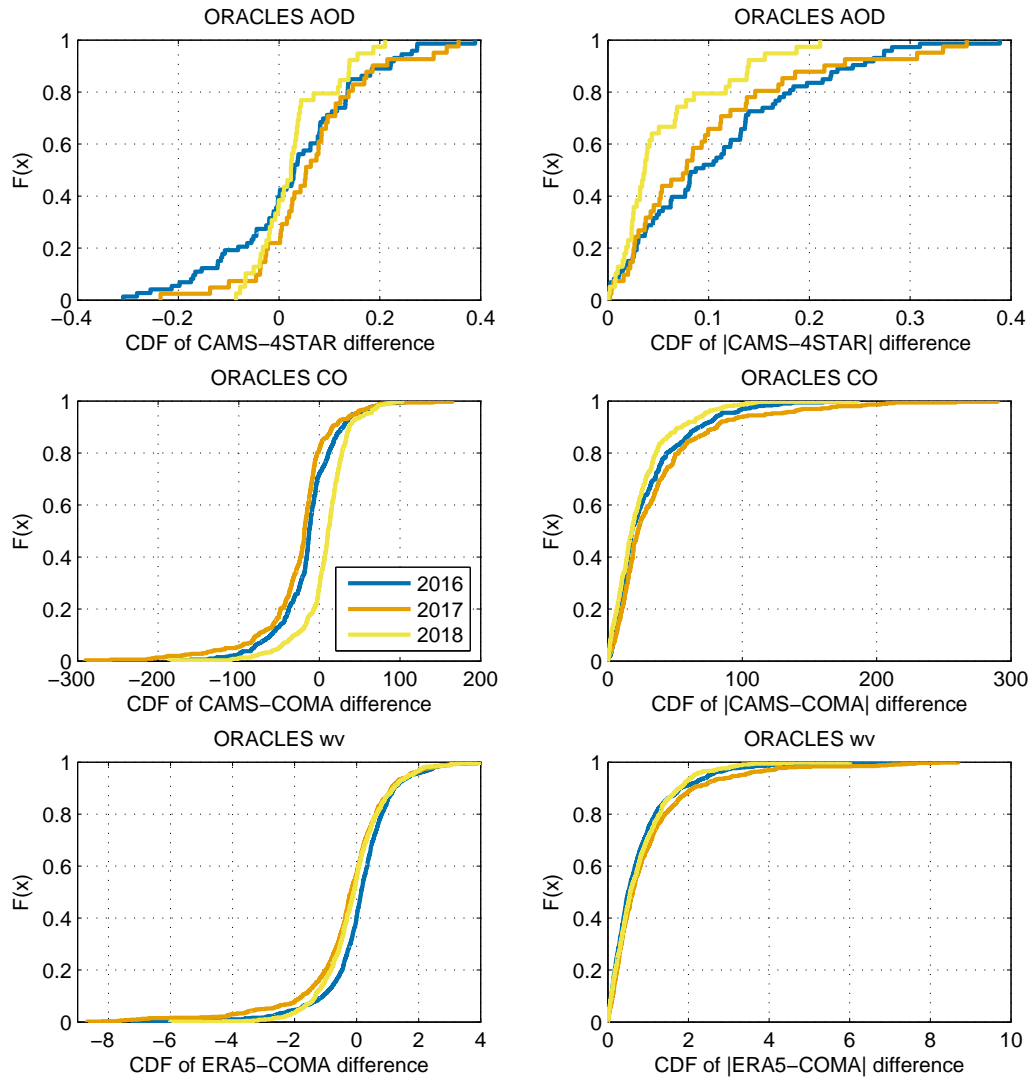 ORACLES AOD
F(x)
1
0.8
0.6
0.4
0.2
0
−0.4 −0.2 0 0.2 0.4
CDF of CAMS−4STAR difference
ORACLES AOD
F(x)
1
0.8
0.6
0.4
0.2
0
0 0.1 0.2 0.3 0.4
CDF of |CAMS−4STAR| difference
ORACLES CO
F(x)
1
0.8
0.6
0.4
0.2
0
2016
2017
2018
−300 −200 −100 0 100 200
CDF of CAMS−COMA difference
ORACLES CO
F(x)
1
0.8
0.6
0.4
0.2
0
0 100 200 300
CDF of |CAMS−COMA| difference
ORACLES wv
F(x)
1
0.8
0.6
0.4
0.2
0
−8 −6 −4 −2 0 2 4
CDF of ERA5−COMA difference
ORACLES wv
F(x)
1
0.8
0.6
0.4
0.2
0
0 2 4 6 8 10
CDF of |ERA5−COMA| difference